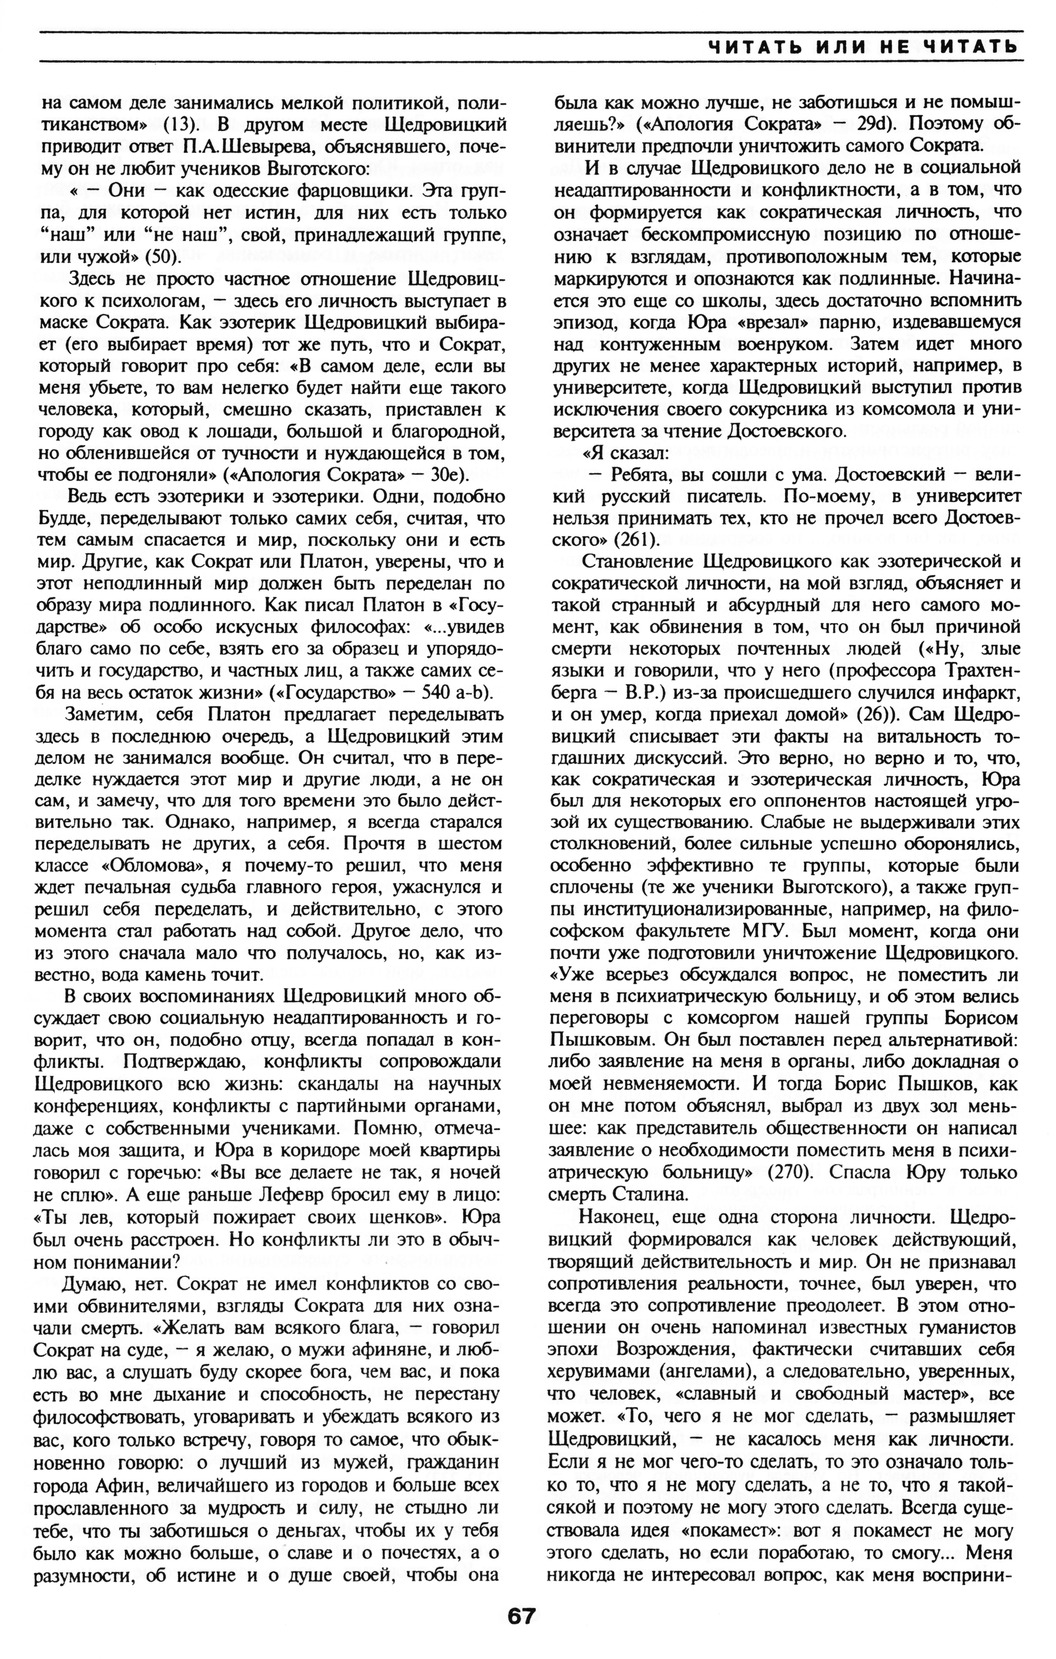 ЧИТАТЬ ИЛИ НЕ ЧИТАТЬ
на самом деле занимались мелкой политикой, поли-
тиканством» (13). В другом месте Щедровицкий
приводит ответ П.А.Шевырева, объяснявшего, поче-
му он не любит учеников Выготского:
« — Они — как одесские фарцовщики. Эта груп-
па, для которой нет истин, для них есть только
“наш” или “не наш”, свой, принадлежащий группе,
или чужой» (50).
Здесь не просто частное отношение Щедровиц-
кого к психологам, — здесь его личность выступает в
маске Сократа. Как эзотерик Щедровицкий выбира-
ет (его выбирает время) тот же путь, что и Сократ,
который говорит про себя: «В самом деле, если вы
меня убьете, то вам нелегко будет найти еще такого
человека, который, смешно сказать, приставлен к
городу как овод к лошади, большой и благородной,
но обленившейся от тучности и нуждающейся в том,
чтобы ее подгоняли» («Апология Сократа» — 30e).
Ведь есть эзотерики и эзотерики. Одни, подобно
Будде, переделывают только самих себя, считая, что
тем самым спасается и мир, поскольку они и есть
мир. Другие, как Сократ или Платон, уверены, что и
этот неподлинный мир должен быть переделан по
образу мира подлинного. Как писал Платон в «Госу-
дарстве» об особо искусных философах: «...увидев
благо само по себе, взять его за образец и упорядо-
чить и государство, и частных лиц, а также самих се-
бя на весь остаток жизни» («Государство» — 540 a-b).
Заметим, себя Платон предлагает переделывать
здесь в последнюю очередь, а Щедровицкий этим
делом не занимался вообще. Он считал, что в пере-
делке нуждается этот мир и другие люди, а не он
сам, и замечу, что для того времени это было дейст-
вительно так. Однако, например, я всегда старался
переделывать не других, а себя. Прочтя в шестом
классе «Обломова», я почему-то решил, что меня
ждет печальная судьба главного героя, ужаснулся и
решил себя переделать, и действительно, с этого
момента стал работать над собой. Другое дело, что
из этого сначала мало что получалось, но, как из-
вестно, вода камень точит.
В своих воспоминаниях Щедровицкий много об-
суждает свою социальную неадаптированность и го-
ворит, что он, подобно отцу, всегда попадал в кон-
фликты. Подтверждаю, конфликты сопровождали
Щедровицкого всю жизнь: скандалы на научных
конференциях, конфликты с партийными органами,
даже с собственными учениками. Помню, отмеча-
лась моя защита, и Юра в коридоре моей квартиры
говорил с горечью: «Вы все делаете не так, я ночей
не сплю». А еще раньше Лефевр бросил ему в лицо:
«Ты лев, который пожирает своих щенков». Юра
был очень расстроен. Но конфликты ли это в обыч-
ном понимании?
Думаю, нет. Сократ не имел конфликтов со сво-
ими обвинителями, взгляды Сократа для них озна-
чали смерть. «Желать вам всякого блага, — говорил
Сократ на суде, — я желаю, о мужи афиняне, и люб-
лю вас, а слушать буду скорее бога, чем вас, и пока
есть во мне дыхание и способность, не перестану
философствовать, уговаривать и убеждать всякого из
вас, кого только встречу, говоря то самое, что обык-
новенно говорю: о лучший из мужей, гражданин
города Афин, величайшего из городов и больше всех
прославленного за мудрость и силу, не стыдно ли
тебе, что ты заботишься о деньгах, чтобы их у тебя
было как можно больше, о славе и о почестях, а о
разумности, об истине и о душе своей, чтобы она
была как можно лучше, не заботишься и не помыш-
ляешь?» («Апология Сократа» — 29d). Поэтому об-
винители предпочли уничтожить самого Сократа.
И в случае Щедровицкого дело не в социальной
неадаптированности и конфликтности, а в том, что
он формируется как сократическая личность, что
означает бескомпромиссную позицию по отноше-
нию к взглядам, противоположным тем, которые
маркируются и опознаются как подлинные. Начина-
ется это еще со школы, здесь достаточно вспомнить
эпизод, когда Юра «врезал» парню, издевавшемуся
над контуженным военруком. Затем идет много
других не менее характерных историй, например, в
университете, когда Щедровицкий выступил против
исключения своего сокурсника из комсомола и уни-
верситета за чтение Достоевского.
«Я сказал:
— Ребята, вы сошли с ума. Достоевский — вели-
кий русский писатель. По-моему, в университет
нельзя принимать тех, кто не прочел всего Достоев-
ского» (261).
Становление Щедровицкого как эзотерической и
сократической личности, на мой взгляд, объясняет и
такой странный и абсурдный для него самого мо-
мент, как обвинения в том, что он был причиной
смерти некоторых почтенных людей («Ну, злые
языки и говорили, что у него (профессора Трахтен-
берга — В.Р.) из-за происшедшего случился инфаркт,
и он умер, когда приехал домой» (26)). Сам Щедро-
вицкий списывает эти факты на витальность то-
гдашних дискуссий. Это верно, но верно и то, что,
как сократическая и эзотерическая личность, Юра
был для некоторых его оппонентов настоящей угро-
зой их существованию. Слабые не выдерживали этих
столкновений, более сильные успешно оборонялись,
особенно эффективно те группы, которые были
сплочены (те же ученики Выготского), а также груп-
пы институционализированные, например, на фило-
софском факультете МГУ. Был момент, когда они
почти уже подготовили уничтожение Щедровицкого.
«Уже всерьез обсуждался вопрос, не поместить ли
меня в психиатрическую больницу, и об этом велись
переговоры с комсоргом нашей группы Борисом
Пышковым. Он был поставлен перед альтернативой:
либо заявление на меня в органы, либо докладная о
моей невменяемости. И тогда Борис Пышков, как
он мне потом объяснял, выбрал из двух зол мень-
шее: как представитель общественности он написал
заявление о необходимости поместить меня в психи-
атрическую больницу» (270). Спасла Юру только
смерть Сталина.
Наконец, еще одна сторона личности. Щедро-
вицкий формировался как человек действующий,
творящий действительность и мир. Он не признавал
сопротивления реальности, точнее, был уверен, что
всегда это сопротивление преодолеет. В этом отно-
шении он очень напоминал известных гуманистов
эпохи Возрождения, фактически считавших себя
херувимами (ангелами), а следовательно, уверенных,
что человек, «славный и свободный мастер», все
может. «То, чего я не мог сделать, — размышляет
Щедровицкий, — не касалось меня как личности.
Если я не мог чего-то сделать, то это означало толь-
ко то, что я не могу сделать, а не то, что я такой-
сякой и поэтому не могу этого сделать. Всегда суще-
ствовала идея «покамест»: вот я покамест не могу
этого сделать, но если поработаю, то смогу... Меня
никогда не интересовал вопрос, как меня восприни-
67